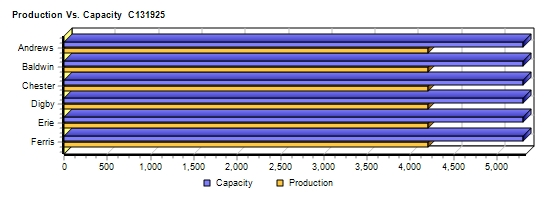 Production Vs. Capacity C131925
Andrews
Baldwin
Chester
Digby
Erie
Ferris
0 500 1,000 1,500 2,000 2,500 3,000 3,500 4,000 4,500 5,000
Capacity Production